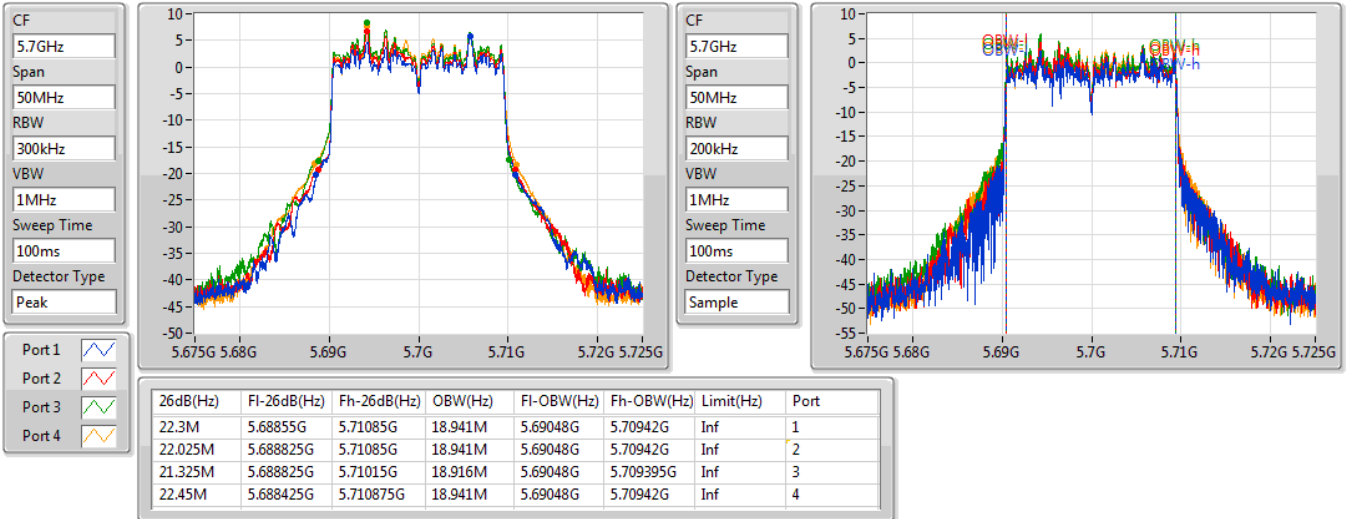 CF
5.7GHz
Span
50MHz
RBW
300kHz
VBW
1MHz
Sweep Time
100ms
Detector Type
Peak
10
5
0
-5
-10
-15
-20
-25
-30
-35
-40
-45
-50
5.675G 5.68G 5.69G 5.7G 5.71G 5.72G 5.725G
CF
5.7GHz
Span
50MHz
RBW
200kHz
VBW
1MHz
Sweep Time
100ms
Detector Type
Sample
10
5
0
-5
-10
-15
-20
-25
-30
-35
-40
-45
-50
-55
OBW-l OBW-h
OBW-h
5.675G 5.68G 5.69G 5.7G 5.71G 5.72G 5.725G
Port 1
Port 2
Port 3
Port 4
26dB(Hz) Fl-26dB(Hz) Fh-26dB(Hz) OBW(Hz) Fl-OBW(Hz) Fh-OBW(Hz) Limit(Hz) Port
22.3M 5.68855G 5.71085G 18.941M 5.69048G 5.70942G Inf 1
22.025M 5.688825G 5.71085G 18.941M 5.69048G 5.70942G Inf 2
21.325M 5.688825G 5.71015G 18.916M 5.69048G 5.709395G Inf 3
22.45M 5.688425G 5.710875G 18.941M 5.69048G 5.70942G Inf 4